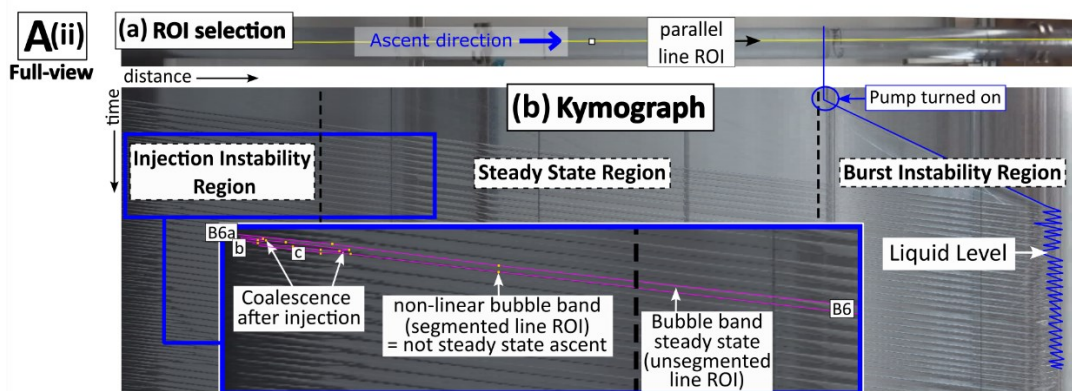 A(ii)
Full-view
(a) ROI selection
Ascent direction
parallel
line ROI
distance
time
(b) Kymograph
Pump turned on
Injection Instability
Region
Steady State Region
Burst Instability Region
B6a
b
c
Coalescence
after injection
non-linear bubble band
(segmented line ROI)
= not steady state ascent
Bubble band
steady state
(unsegmented
line ROI)
B6
Liquid Level